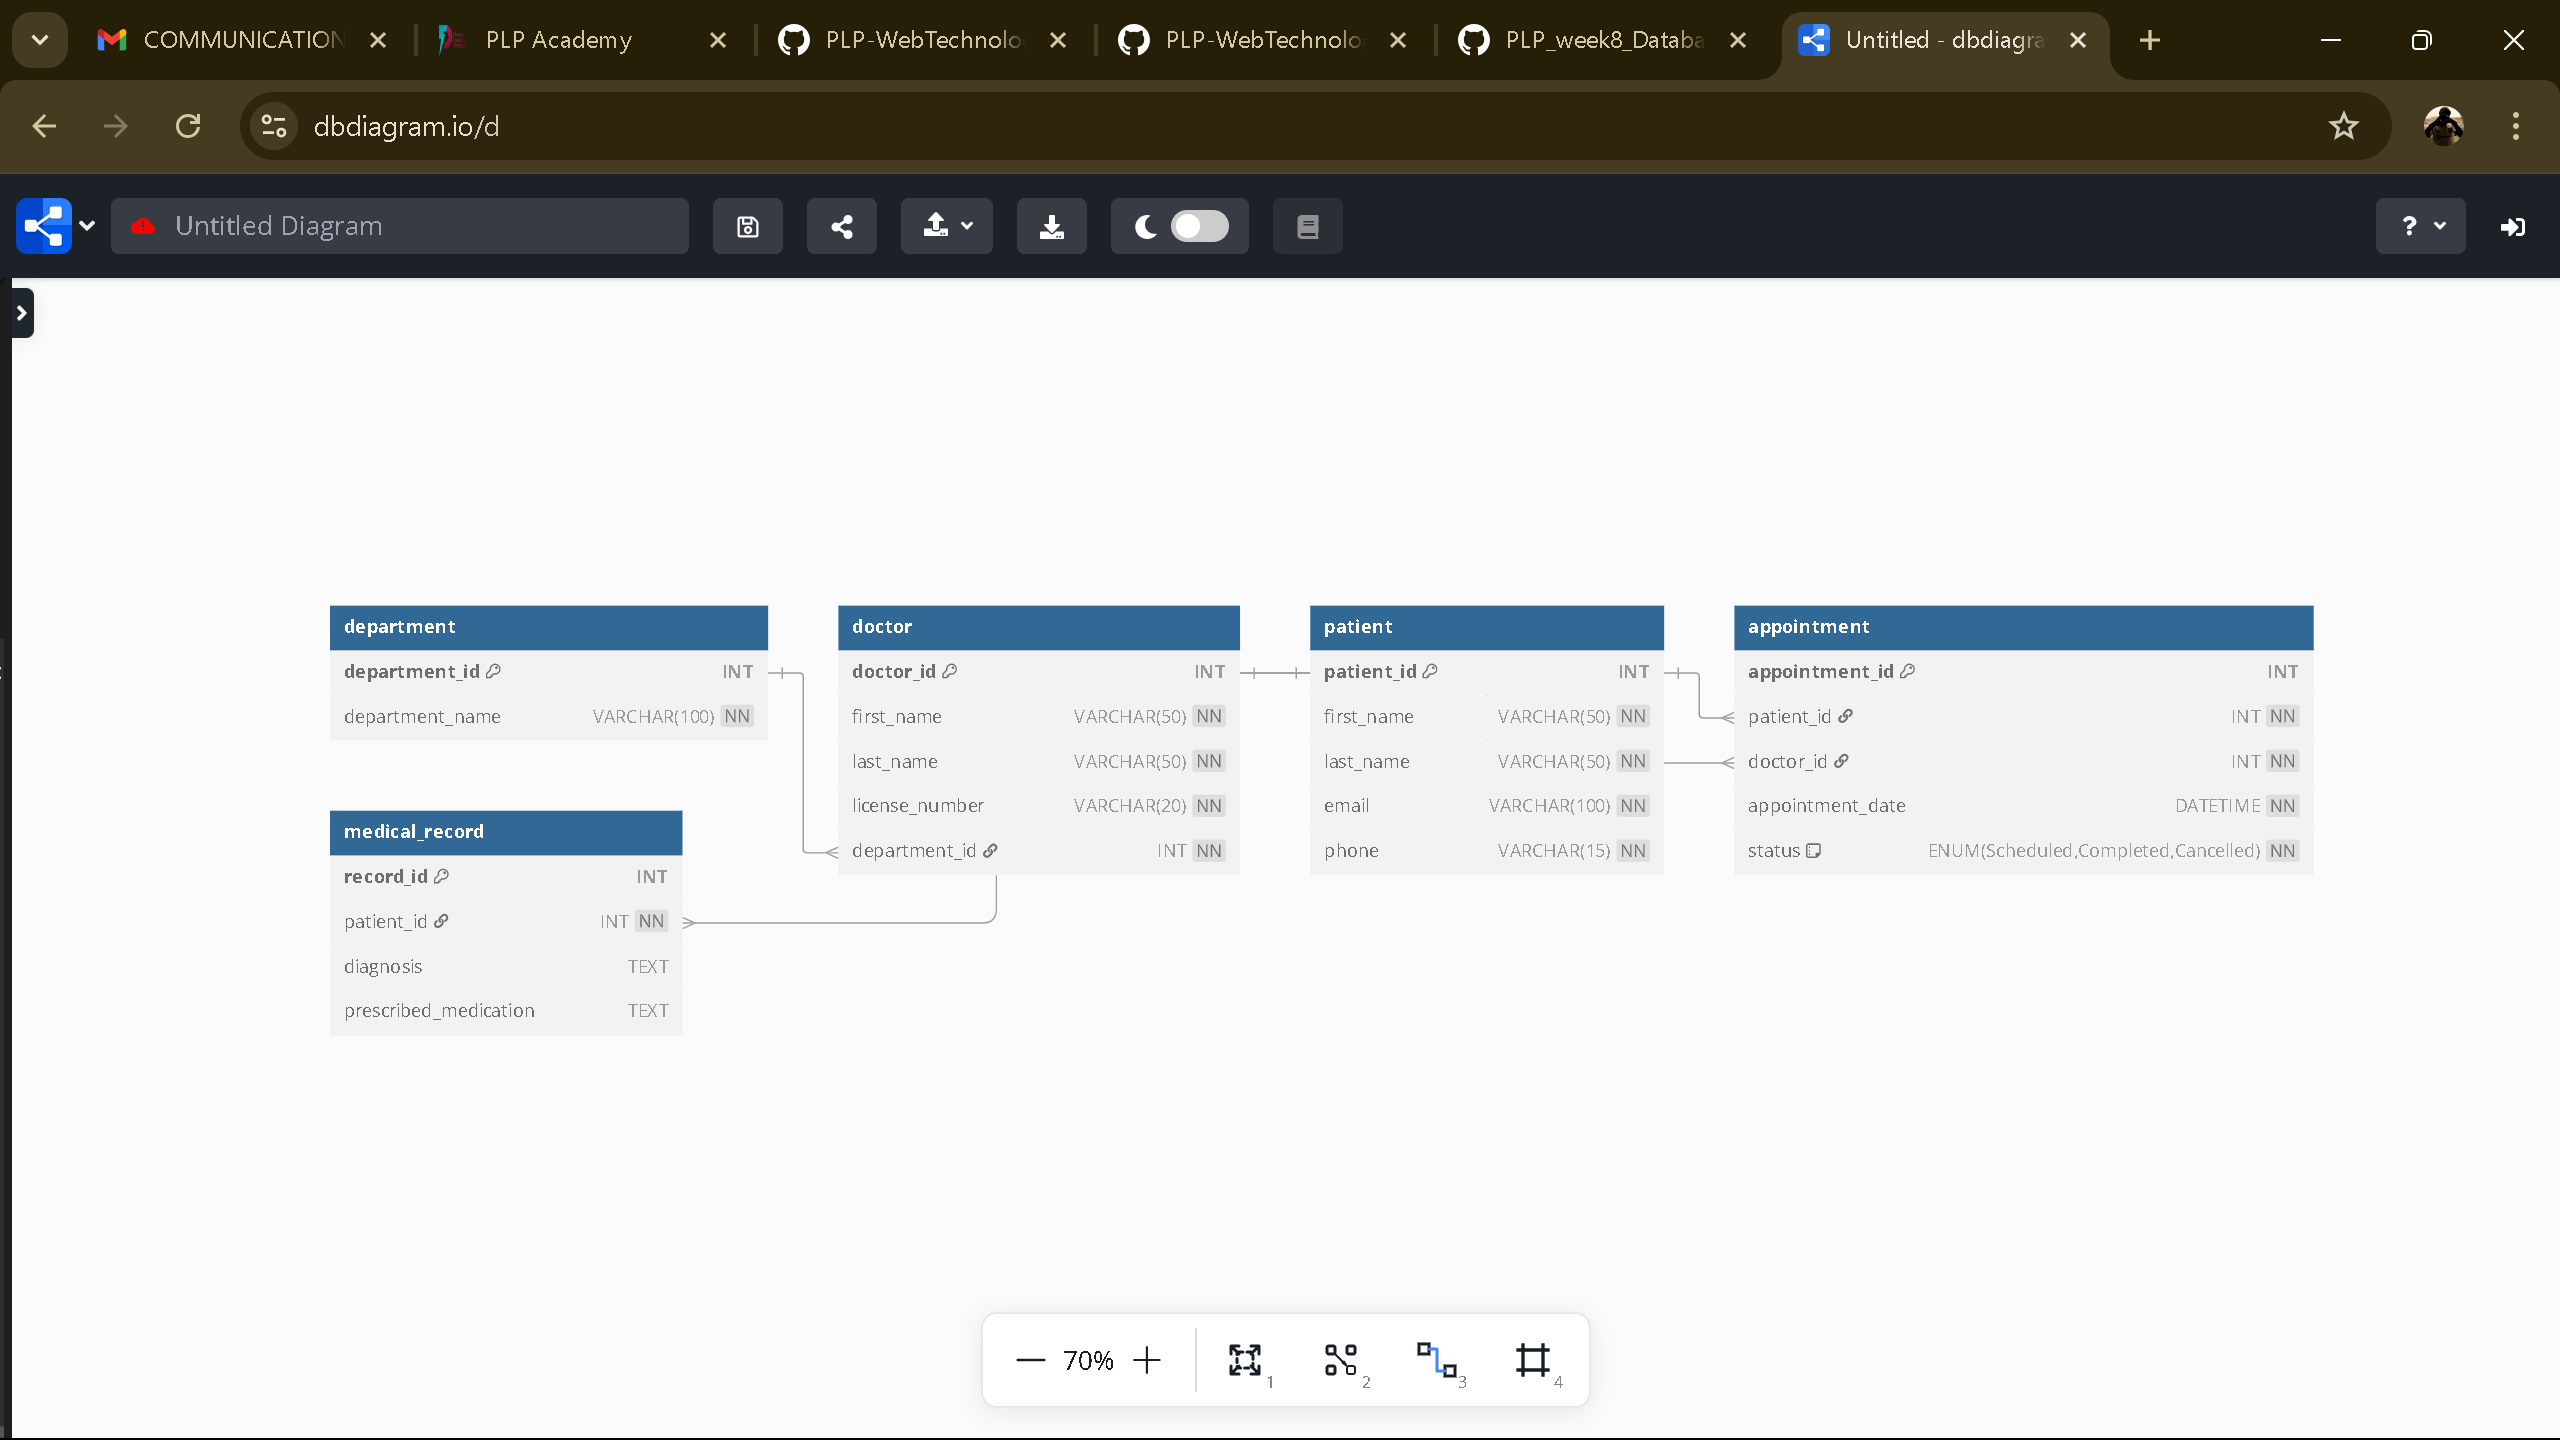 COMMUNICATION
PLP Academy
PLP-WebTechnolo
PLP-WebTechnolo
PLP_week8_Databa
Untitled - dbdiagra
dbdiagram.io/d
Untitled Diagram
?
department
department_id INT
department_name VARCHAR(100) NN
doctor
doctor_id INT
first_name VARCHAR(50) NN
last_name VARCHAR(50) NN
license_number VARCHAR(20) NN
department_id INT NN
patient
patient_id INT
first_name VARCHAR(50) NN
last_name VARCHAR(50) NN
email VARCHAR(100) NN
phone VARCHAR(15) NN
appointment
appointment_id INT
patient_id INT NN
doctor_id INT NN
appointment_date DATETIME NN
status ENUM(Scheduled,Completed,Cancelled) NN
medical_record
record_id INT
patient_id INT NN
diagnosis TEXT
prescribed_medication TEXT
70% 1 2 3 4